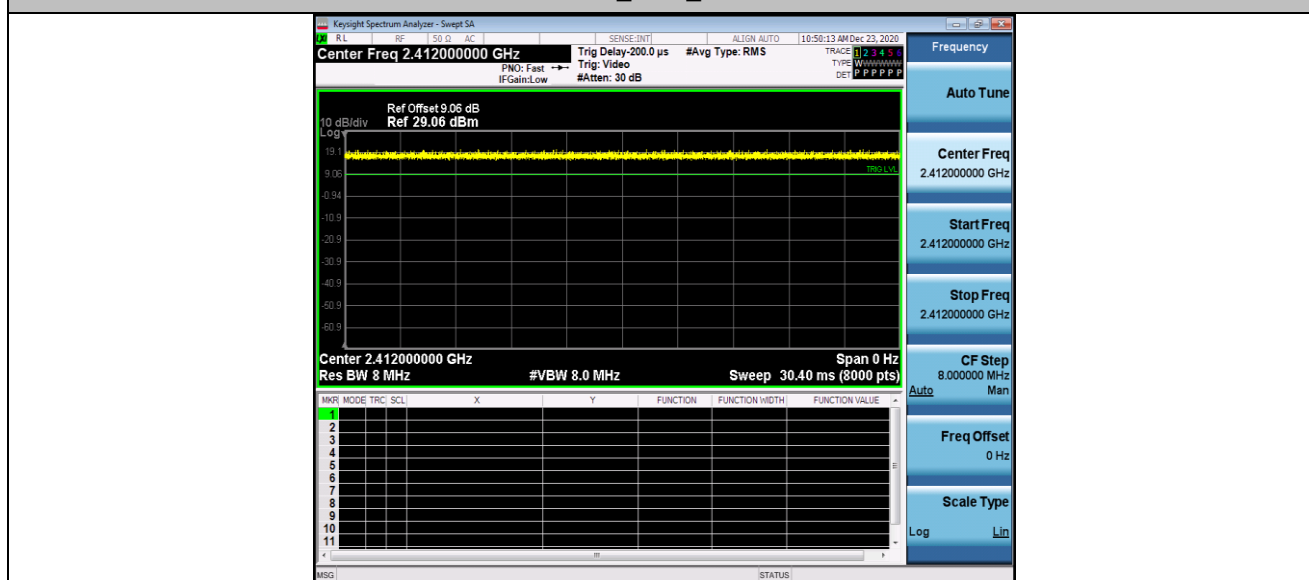 Keysight Spectrum Analyzer - Swept SA
RL RF 50 Ω AC SENSE:INT ALIGN AUTO 10:50:13 AM Dec 23, 2020
Center Freq 2.412000000 GHz
PNO: Fast
IFGain:Low
Trig Delay-200.0 µs
Trig: Video
#Atten: 30 dB
#Avg Type: RMS
TRACE 1 2 3 4 5 6
TYPE WWWWWW
DET P P P P P P
Ref Offset 9.06 dB
10 dB/div Ref 29.06 dBm
Log
19.1
9.06
TRIG LVL
-0.94
-10.9
-20.9
-30.9
-40.9
-50.9
-60.9
Center 2.412000000 GHz Span 0 Hz
Res BW 8 MHz #VBW 8.0 MHz Sweep 30.40 ms (8000 pts)
MKR MODE TRC SCL X Y FUNCTION FUNCTION WIDTH FUNCTION VALUE
1
2
3
4
5
6
7
8
9
10
11
MSG STATUS
Frequency
Auto Tune
Center Freq
2.412000000 GHz
Start Freq
2.412000000 GHz
Stop Freq
2.412000000 GHz
CF Step
8.000000 MHz
Auto Man
Freq Offset
0 Hz
Scale Type
Log Lin